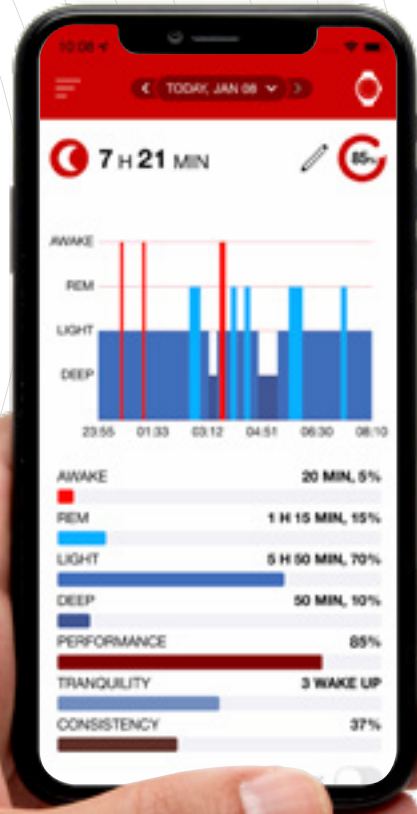 10:08
TODAY, JAN 08
7 H 21 MIN
85%
AWAKE
REM
LIGHT
DEEP
23:55 01:33 03:12 04:51 06:30 08:10
AWAKE 20 MIN, 5%
REM 1 H 15 MIN, 15%
LIGHT 5 H 50 MIN, 70%
DEEP 50 MIN, 10%
PERFORMANCE 85%
TRANQUILITY 3 WAKE UP
CONSISTENCY 37%